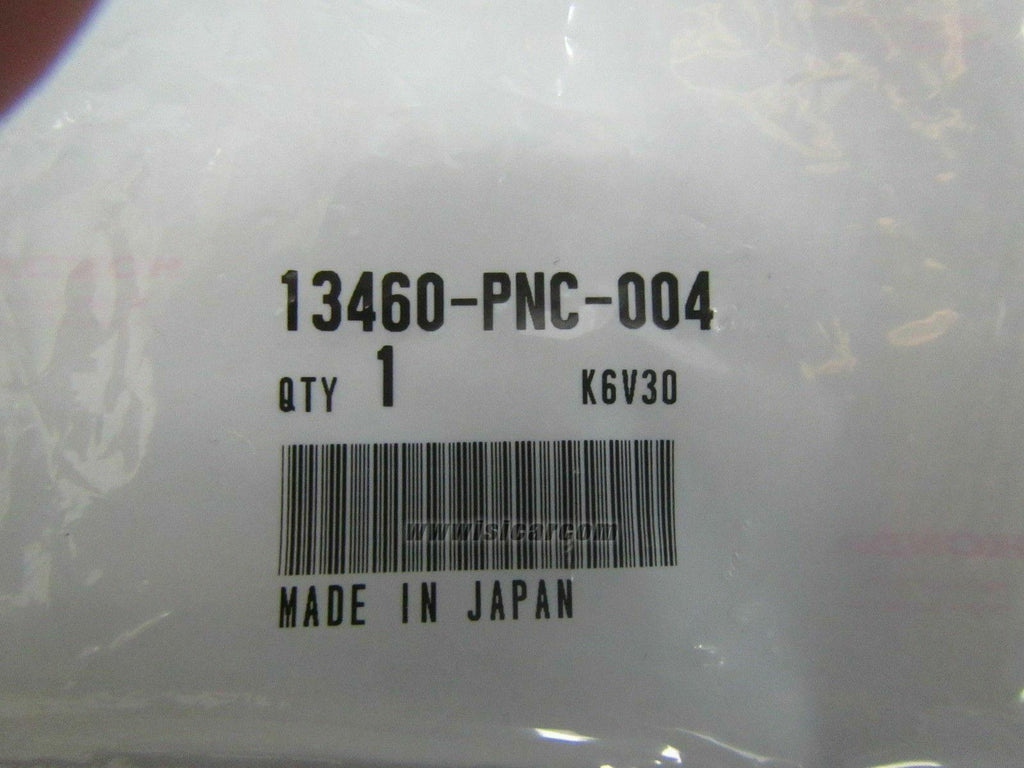 13460-PNC-004
QTY 1 K6V30
www.isicar.com
MADE IN JAPAN